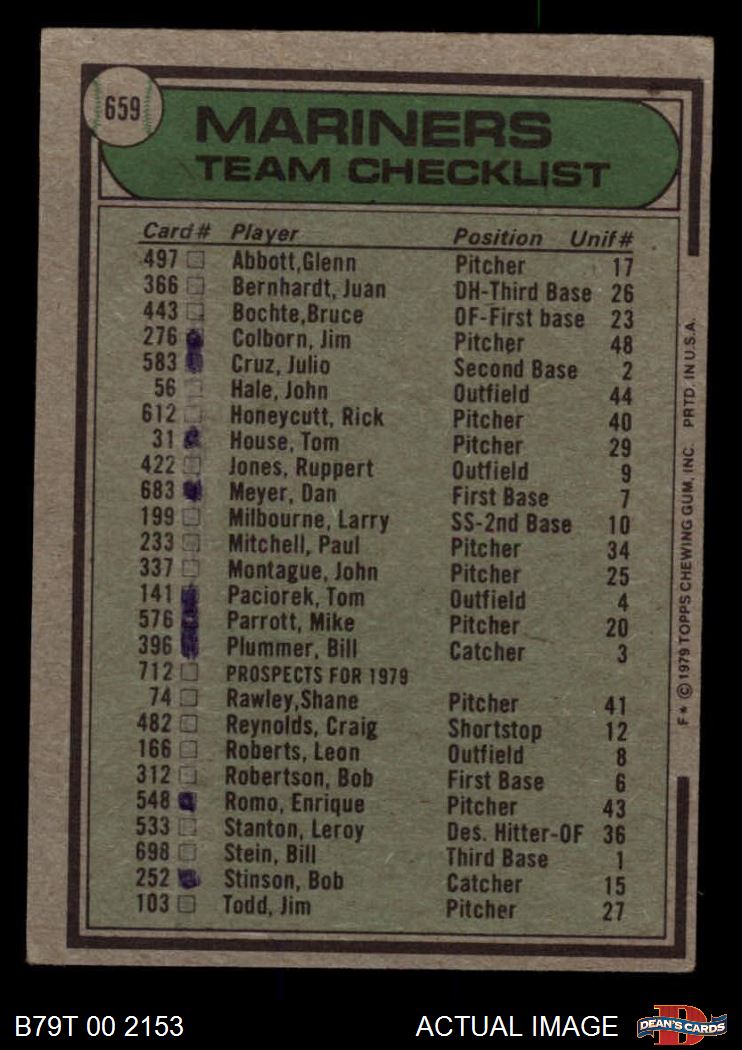 659
MARINERS
TEAM CHECKLIST
Card # Player Position Unif #
497 Abbott,Glenn Pitcher 17
366 Bernhardt, Juan DH-Third Base 26
443 Bochte,Bruce OF-First base 23
276 Colborn, Jim Pitcher 48
583 Cruz, Julio Second Base 2
56 Hale, John Outfield 44
612 Honeycutt, Rick Pitcher 40
31 House, Tom Pitcher 29
422 Jones, Ruppert Outfield 9
683 Meyer, Dan First Base 7
199 Milbourne, Larry SS-2nd Base 10
233 Mitchell, Paul Pitcher 34
337 Montague, John Pitcher 25
141 Paciorek, Tom Outfield 4
576 Parrott, Mike Pitcher 20
396 Plummer, Bill Catcher 3
712 PROSPECTS FOR 1979
74 Rawley,Shane Pitcher 41
482 Reynolds, Craig Shortstop 12
166 Roberts, Leon Outfield 8
312 Robertson, Bob First Base 6
548 Romo, Enrique Pitcher 43
533 Stanton, Leroy Des. Hitter-OF 36
698 Stein, Bill Third Base 1
252 Stinson, Bob Catcher 15
103 Todd, Jim Pitcher 27
F* © 1979 TOPPS CHEWING GUM, INC. PRTD. IN U.S.A.
B79T 00 2153 ACTUAL IMAGE
DEAN'S CARDS